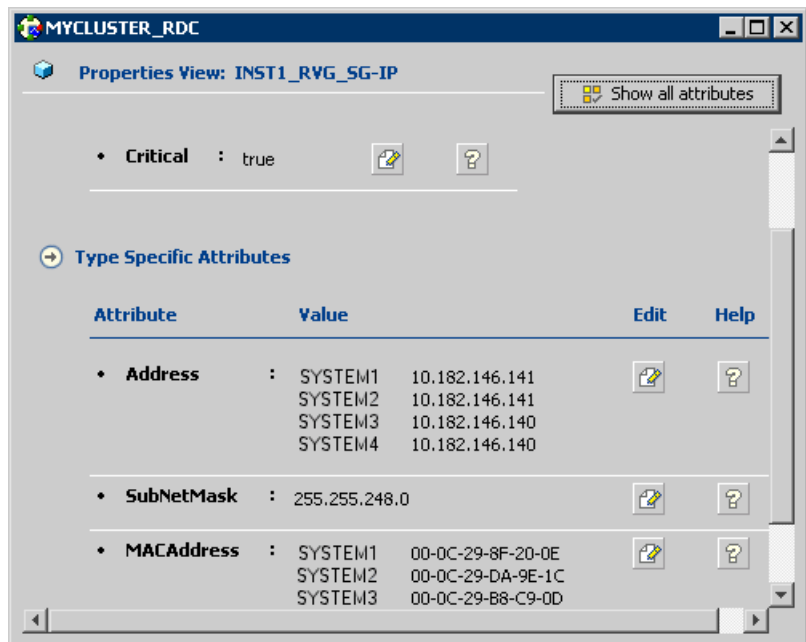 MYCLUSTER_RDC
Properties View: INST1_RVG_SG-IP
Show all attributes
• Critical : true
Type Specific Attributes
Attribute Value Edit Help
• Address : SYSTEM1 10.182.146.141
SYSTEM2 10.182.146.141
SYSTEM3 10.182.146.140
SYSTEM4 10.182.146.140
• SubNetMask : 255.255.248.0
• MACAddress : SYSTEM1 00-0C-29-8F-20-0E
SYSTEM2 00-0C-29-DA-9E-1C
SYSTEM3 00-0C-29-B8-C9-0D